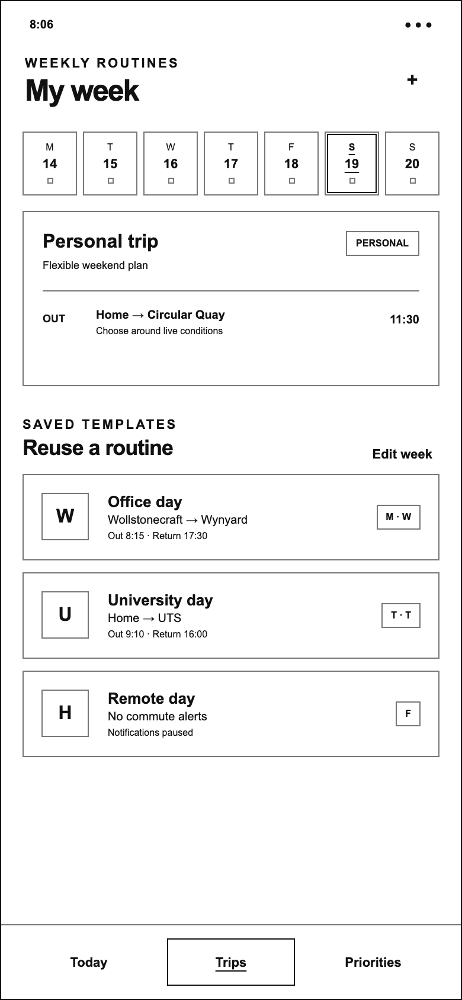 8:06
WEEKLY ROUTINES
My week
+
M T W T F S S
14 15 16 17 18 19 20
Personal trip
PERSONAL
Flexible weekend plan
OUT Home → Circular Quay 11:30
Choose around live conditions
SAVED TEMPLATES
Reuse a routine
Edit week
W
Office day
Wollstonecraft → Wynyard
Out 8:15 · Return 17:30
M · W
U
University day
Home → UTS
Out 9:10 · Return 16:00
T · T
H
Remote day
No commute alerts
Notifications paused
F
Today Trips Priorities